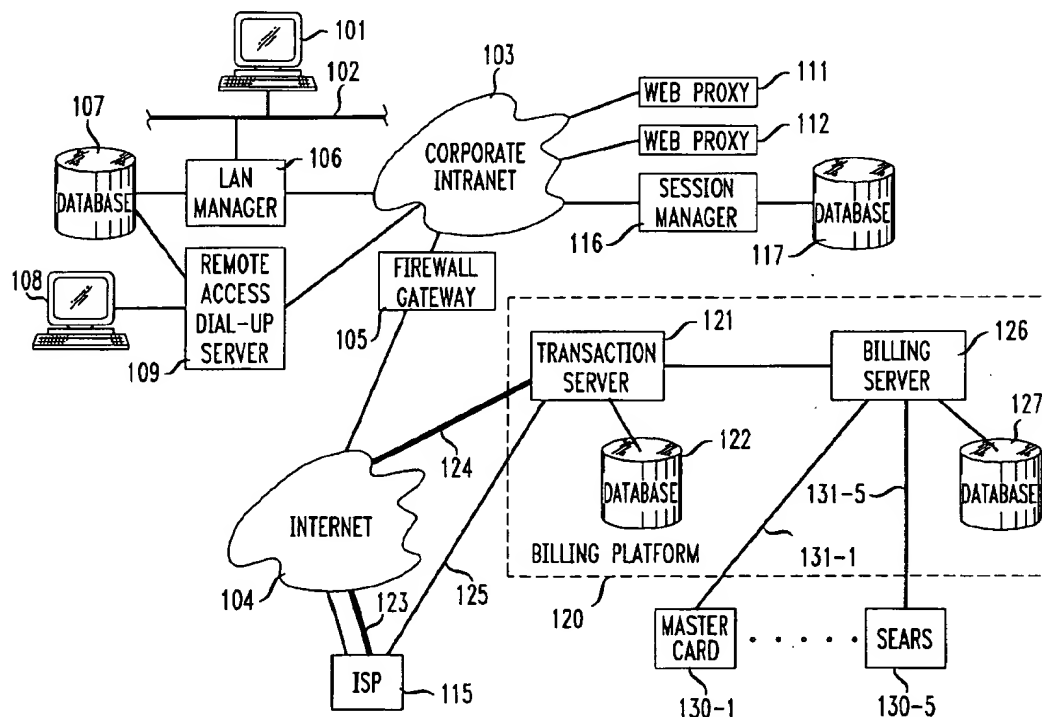 101
102
103
107
106
DATABASE
LAN
MANAGER
CORPORATE
INTRANET
WEB PROXY
111
WEB PROXY
112
SESSION
MANAGER
116
DATABASE
117
108
REMOTE
ACCESS
DIAL-UP
SERVER
109
FIREWALL
GATEWAY
105
TRANSACTION
SERVER
121
BILLING
SERVER
126
DATABASE
122
DATABASE
127
124
131-5
131-1
BILLING PLATFORM
120
INTERNET
104
123
125
ISP
115
MASTER
CARD
130-1
SEARS
130-5